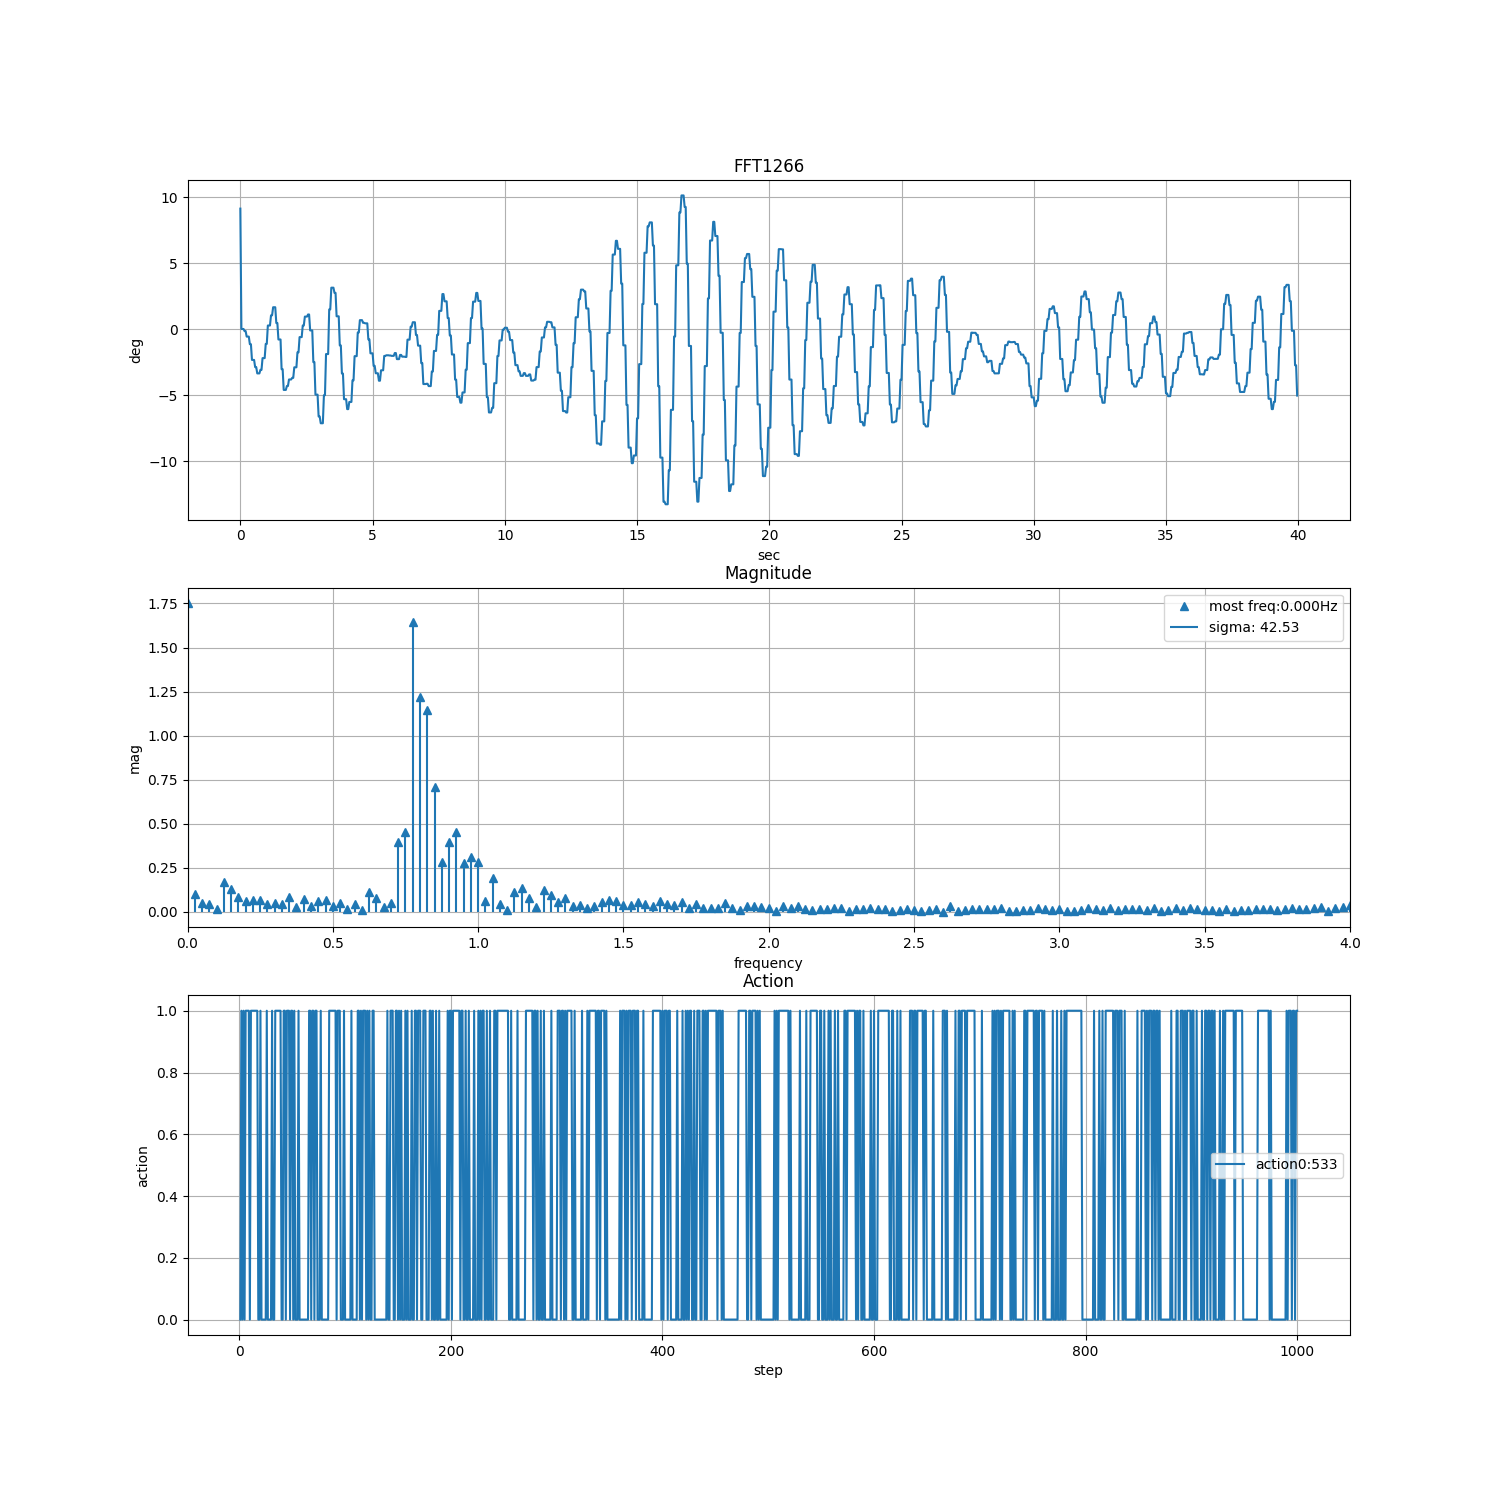 FFT1266
10
5
0
−5
−10
deg
0 5 10 15 20 25 30 35 40
sec
Magnitude
1.75
1.50
1.25
1.00
0.75
0.50
0.25
0.00
mag
most freq:0.000Hz
sigma: 42.53
0.0 0.5 1.0 1.5 2.0 2.5 3.0 3.5 4.0
frequency
Action
1.0
0.8
0.6
0.4
0.2
0.0
action
action0:533
0 200 400 600 800 1000
step